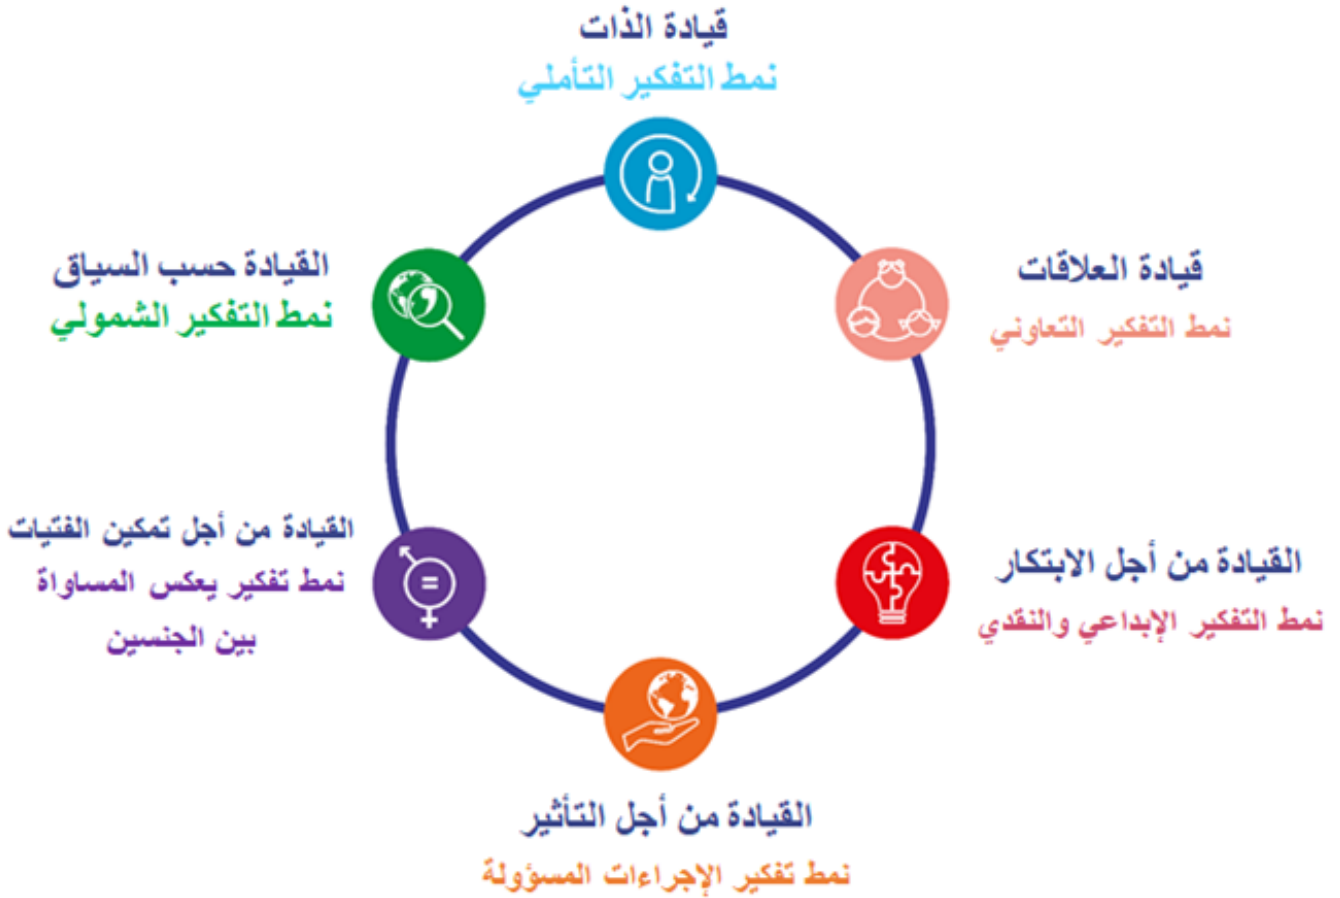 قيادة الذات
نمط التفكير التأملي
قيادة العلاقات
نمط التفكير التعاوني
القيادة من أجل الابتكار
نمط التفكير الإبداعي والنقدي
القيادة من أجل التأثير
نمط تفكير الإجراءات المسؤولة
القيادة من أجل تمكين الفتيات
نمط تفكير يعكس المساواة
بين الجنسين
القيادة حسب السياق
نمط التفكير الشمولي